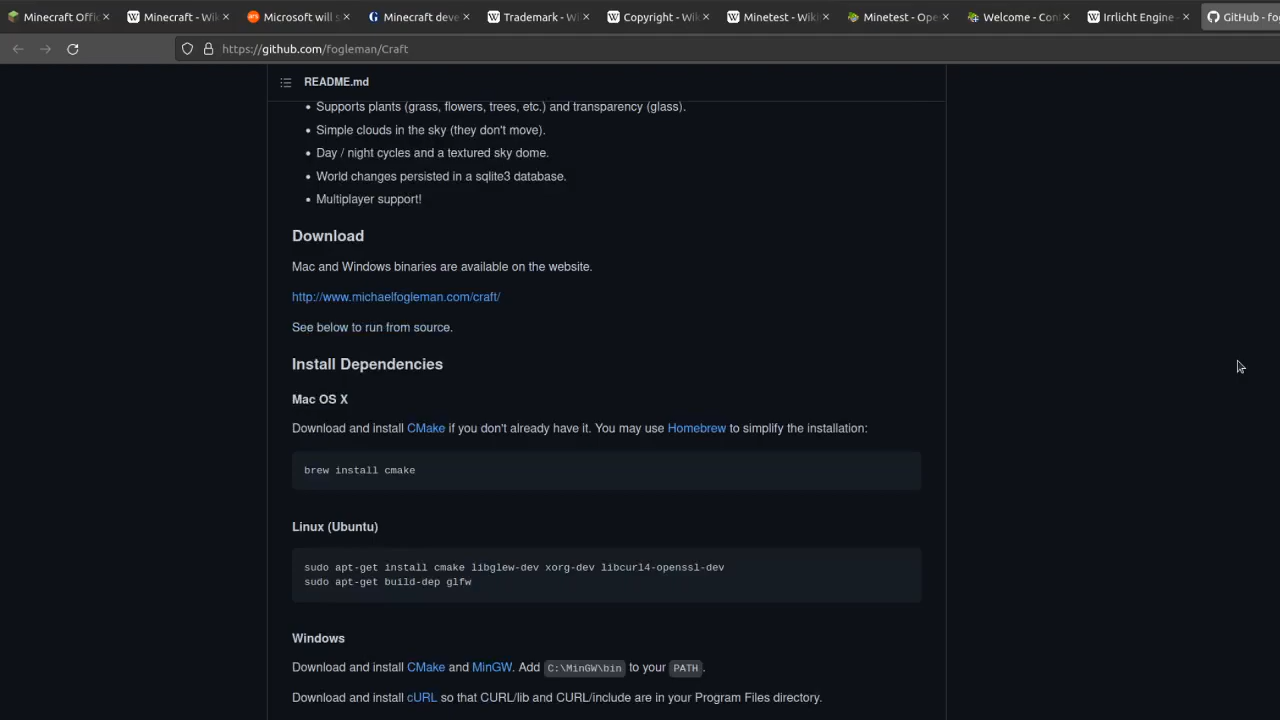 Minecraft Offic
Minecraft - Wik
Microsoft will s
Minecraft deve
Trademark - Wi
Copyright - Wik
Minetest - Wiki
Minetest - Ope
Welcome - Con
Irrlicht Engine -
GitHub - fog
https://github.com/fogleman/Craft
README.md
• Supports plants (grass, flowers, trees, etc.) and transparency (glass).
• Simple clouds in the sky (they don't move).
• Day / night cycles and a textured sky dome.
• World changes persisted in a sqlite3 database.
• Multiplayer support!
Download
Mac and Windows binaries are available on the website.
http://www.michaelfogleman.com/craft/
See below to run from source.
Install Dependencies
Mac OS X
Download and install CMake if you don't already have it. You may use Homebrew to simplify the installation:
brew install cmake
Linux (Ubuntu)
sudo apt-get install cmake libglew-dev xorg-dev libcurl4-openssl-dev
sudo apt-get build-dep glfw
Windows
Download and install CMake and MinGW. Add C:\MinGW\bin to your PATH.
Download and install cURL so that CURL/lib and CURL/include are in your Program Files directory.